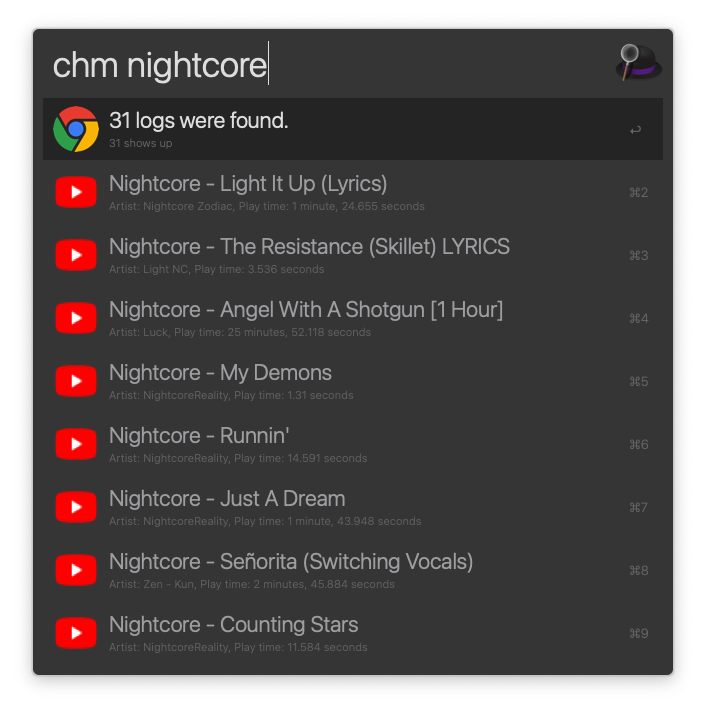 chm nightcore
31 logs were found.
31 shows up
↩
Nightcore - Light It Up (Lyrics)
Artist: Nightcore Zodiac, Play time: 1 minute, 24.655 seconds
⌘2
Nightcore - The Resistance (Skillet) LYRICS
Artist: Light NC, Play time: 3.536 seconds
⌘3
Nightcore - Angel With A Shotgun [1 Hour]
Artist: Luck, Play time: 25 minutes, 52.118 seconds
⌘4
Nightcore - My Demons
Artist: NightcoreReality, Play time: 1.31 seconds
⌘5
Nightcore - Runnin'
Artist: NightcoreReality, Play time: 14.591 seconds
⌘6
Nightcore - Just A Dream
Artist: NightcoreReality, Play time: 1 minute, 43.948 seconds
⌘7
Nightcore - Señorita (Switching Vocals)
Artist: Zen - Kun, Play time: 2 minutes, 45.884 seconds
⌘8
Nightcore - Counting Stars
Artist: NightcoreReality, Play time: 11.584 seconds
⌘9